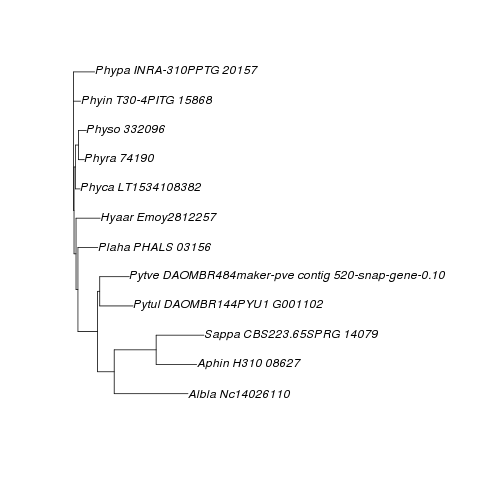 Phypa INRA-310PPTG 20157
Phyin T30-4PITG 15868
Physo 332096
Phyra 74190
Phyca LT1534108382
Hyaar Emoy2812257
Plaha PHALS 03156
Pytve DAOMBR484maker-pve contig 520-snap-gene-0.10
Pytul DAOMBR144PYU1 G001102
Sappa CBS223.65SPRG 14079
Aphin H310 08627
Albla Nc14026110